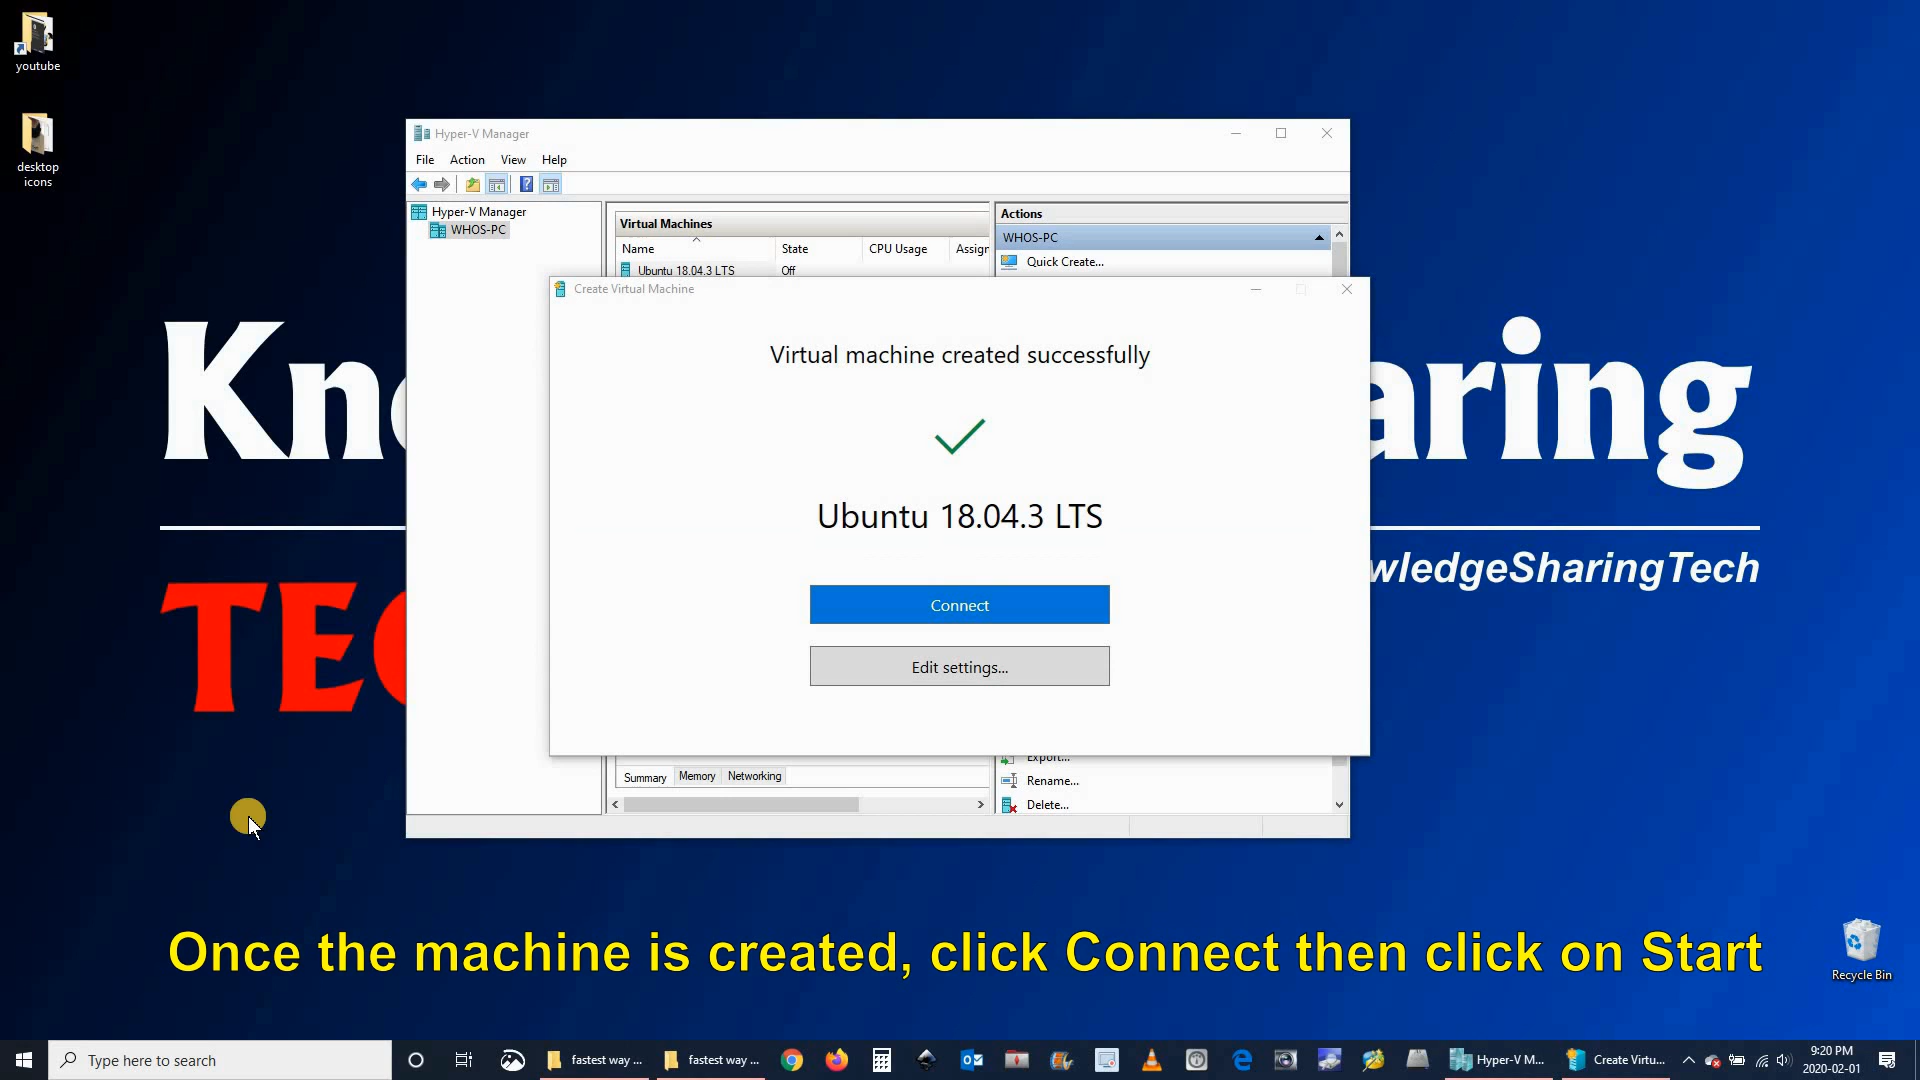 youtube
desktop
icons
Hyper-V Manager
File Action View Help
Hyper-V Manager
WHOS-PC
Virtual Machines
Name State CPU Usage Assign
Ubuntu 18.04.3 LTS Off
Actions
WHOS-PC
Quick Create...
Create Virtual Machine
Virtual machine created successfully
Ubuntu 18.04.3 LTS
Connect
Edit settings...
Kno
aring
TEC
wledgeSharingTech
Summary Memory Networking
Export...
Rename...
Delete...
Once the machine is created, click Connect then click on Start
Recycle Bin
Type here to search
fastest way ...
fastest way ...
Hyper-V M...
Create Virtu...
9:20 PM
2020-02-01